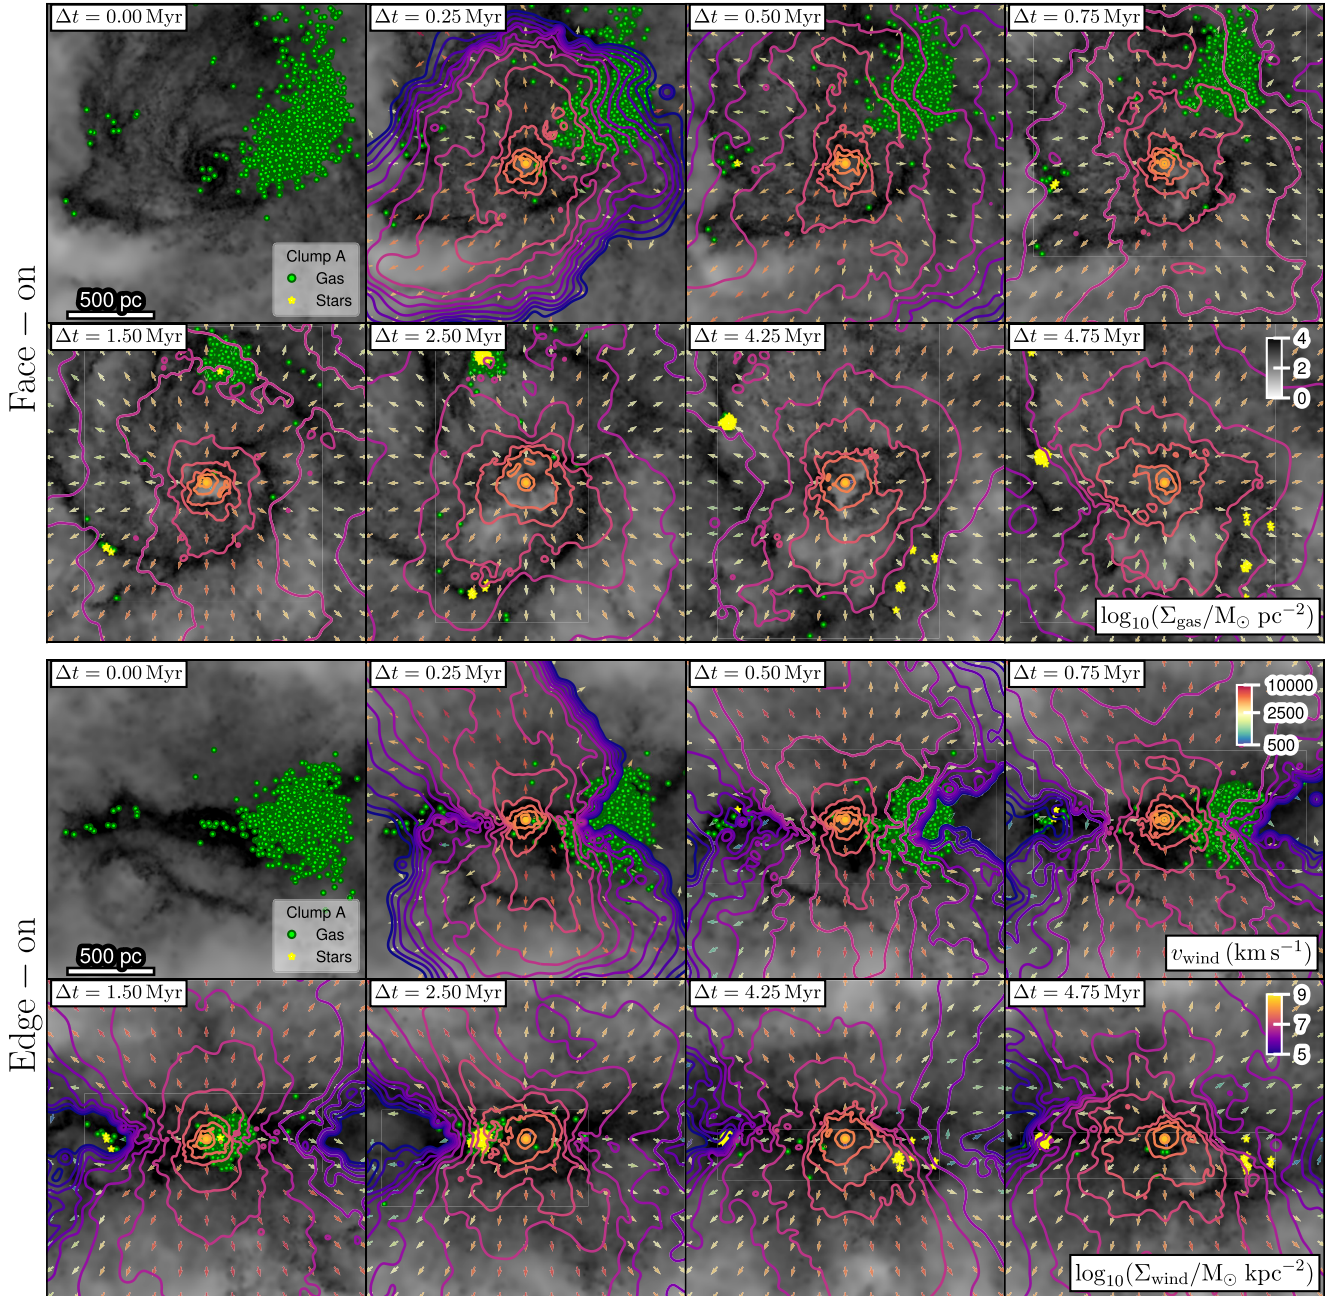 Face − on
Δt = 0.00 Myr
Δt = 0.25 Myr
Δt = 0.50 Myr
Δt = 0.75 Myr
Clump A
Gas
Stars
500 pc
Δt = 1.50 Myr
Δt = 2.50 Myr
Δt = 4.25 Myr
Δt = 4.75 Myr
4
2
0
log₁₀(Σ_gas/M_⊙ pc⁻²)
Edge − on
Δt = 0.00 Myr
Δt = 0.25 Myr
Δt = 0.50 Myr
Δt = 0.75 Myr
10000
2500
500
Clump A
Gas
Stars
500 pc
v_wind (km s⁻¹)
Δt = 1.50 Myr
Δt = 2.50 Myr
Δt = 4.25 Myr
Δt = 4.75 Myr
9
7
5
log₁₀(Σ_wind/M_⊙ kpc⁻²)